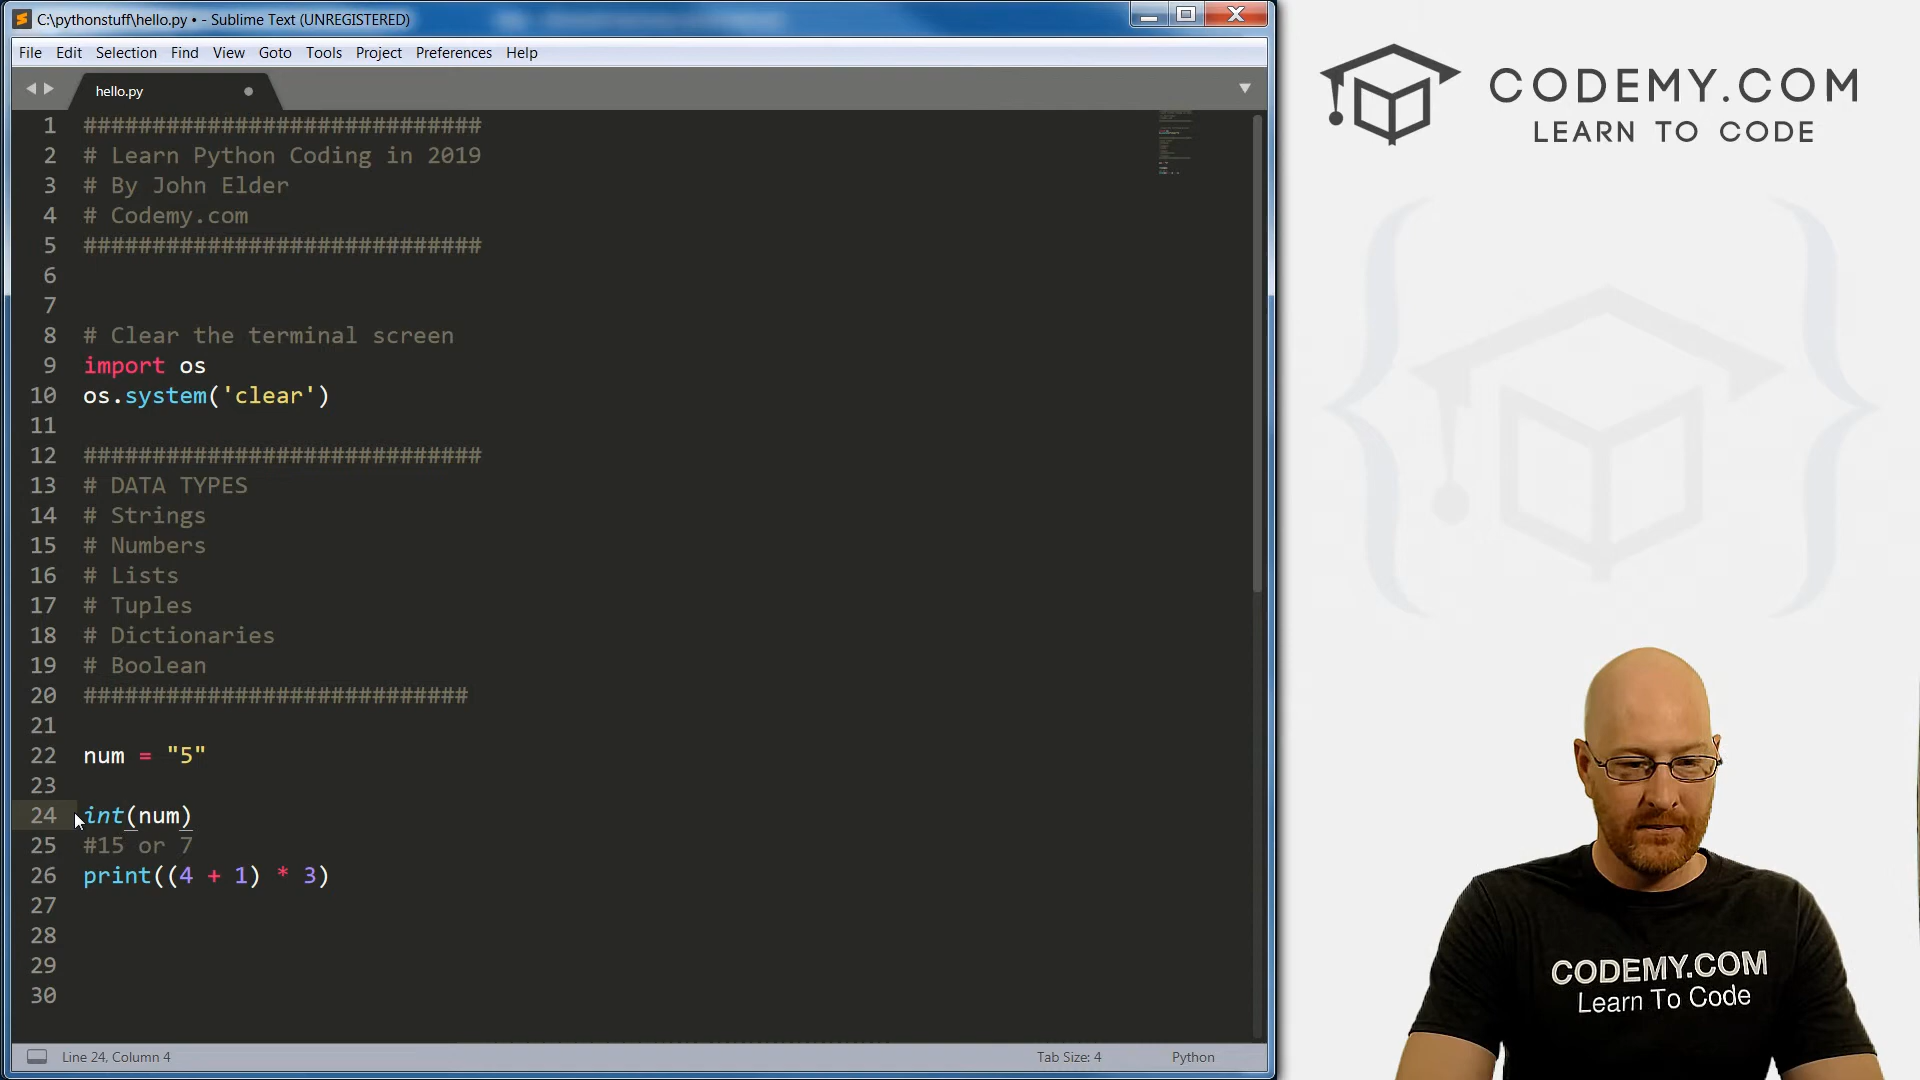 C:\pythonstuff\hello.py • - Sublime Text (UNREGISTERED)
File Edit Selection Find View Goto Tools Project Preferences Help
hello.py
1 #############################
2 # Learn Python Coding in 2019
3 # By John Elder
4 # Codemy.com
5 #############################
6
7
8 # Clear the terminal screen
9 import os
10 os.system('clear')
11
12 #############################
13 # DATA TYPES
14 # Strings
15 # Numbers
16 # Lists
17 # Tuples
18 # Dictionaries
19 # Boolean
20 ############################
21
22 num = "5"
23
24 int(num)
25 #15 or 7
26 print((4 + 1) * 3)
27
28
29
30
Line 24, Column 4
Tab Size: 4
Python
CODEMY.COM
LEARN TO CODE
CODEMY.COM
Learn To Code